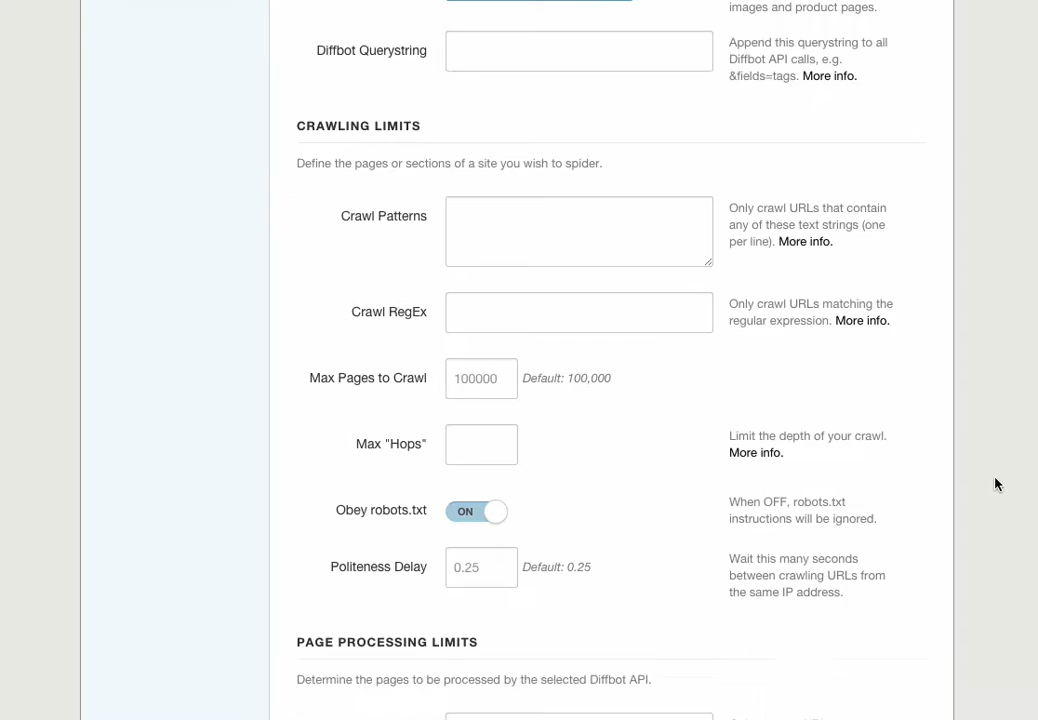 images and product pages.
Diffbot Querystring
Append this querystring to all
Diffbot API calls, e.g.
&fields=tags. More info.
CRAWLING LIMITS
Define the pages or sections of a site you wish to spider.
Crawl Patterns
Only crawl URLs that contain
any of these text strings (one
per line). More info.
Crawl RegEx
Only crawl URLs matching the
regular expression. More info.
Max Pages to Crawl
100000
Default: 100,000
Max "Hops"
Limit the depth of your crawl.
More info.
Obey robots.txt
ON
When OFF, robots.txt
instructions will be ignored.
Politeness Delay
0.25
Default: 0.25
Wait this many seconds
between crawling URLs from
the same IP address.
PAGE PROCESSING LIMITS
Determine the pages to be processed by the selected Diffbot API.